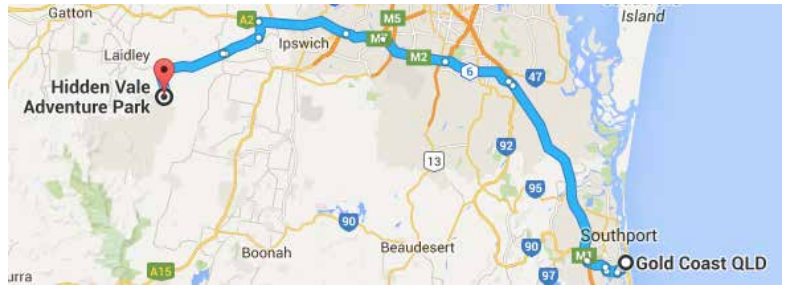 Gatton
A2
M5
Island
Laidley
Ipswich
M7
M2
6
47
Hidden Vale
Adventure Park
92
13
95
90
Southport
Boonah
Beaudesert
90
M1
Gold Coast QLD
A15
97
urra